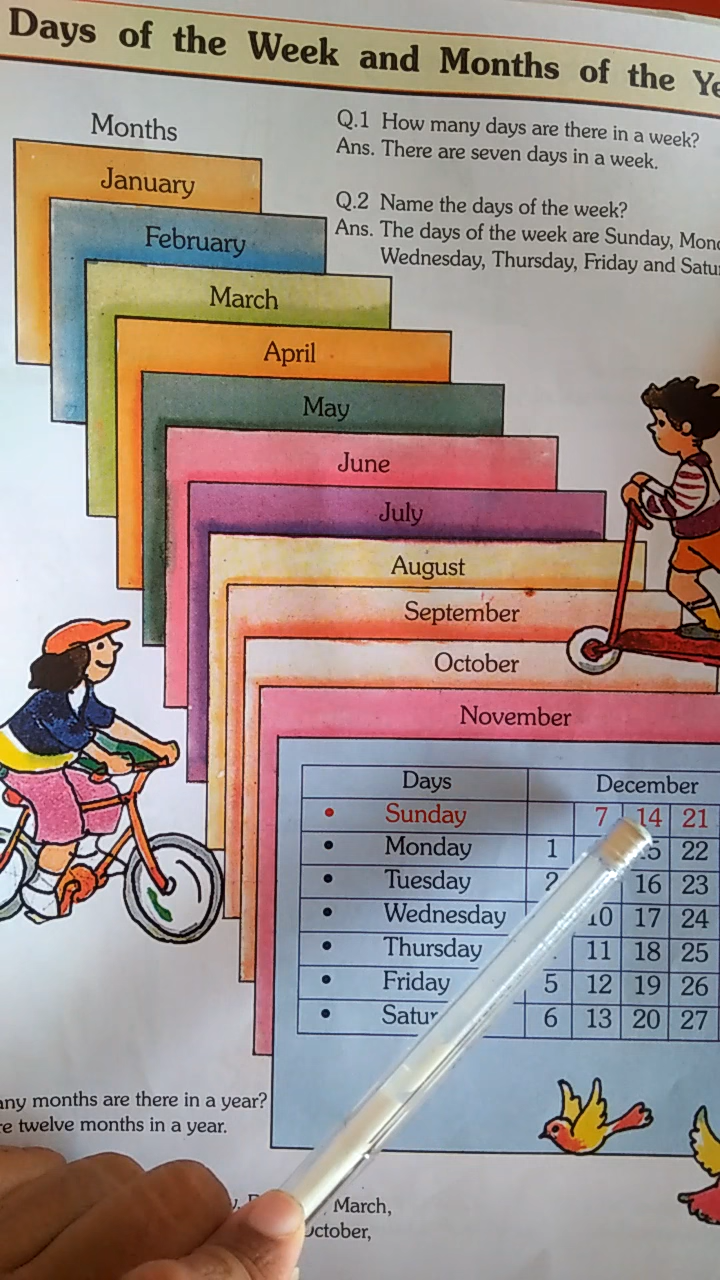 Days of the Week and Months of the
Months
January
February
March
April
May
June
July
August
September
October
November
Q.1 How many days are there in a week?
Ans. There are seven days in a week.
Q.2 Name the days of the week?
Ans. The days of the week are Sunday,
Wednesday, Thursday, Friday and
Days December
Sunday 7 14 21
Monday 1 22
Tuesday 2 16 23
Wednesday 10 17 24
Thursday 11 18 25
Friday 5 12 19 26
6 13 20 27
months are there in a year?
twelve months in a year.
March,
October,